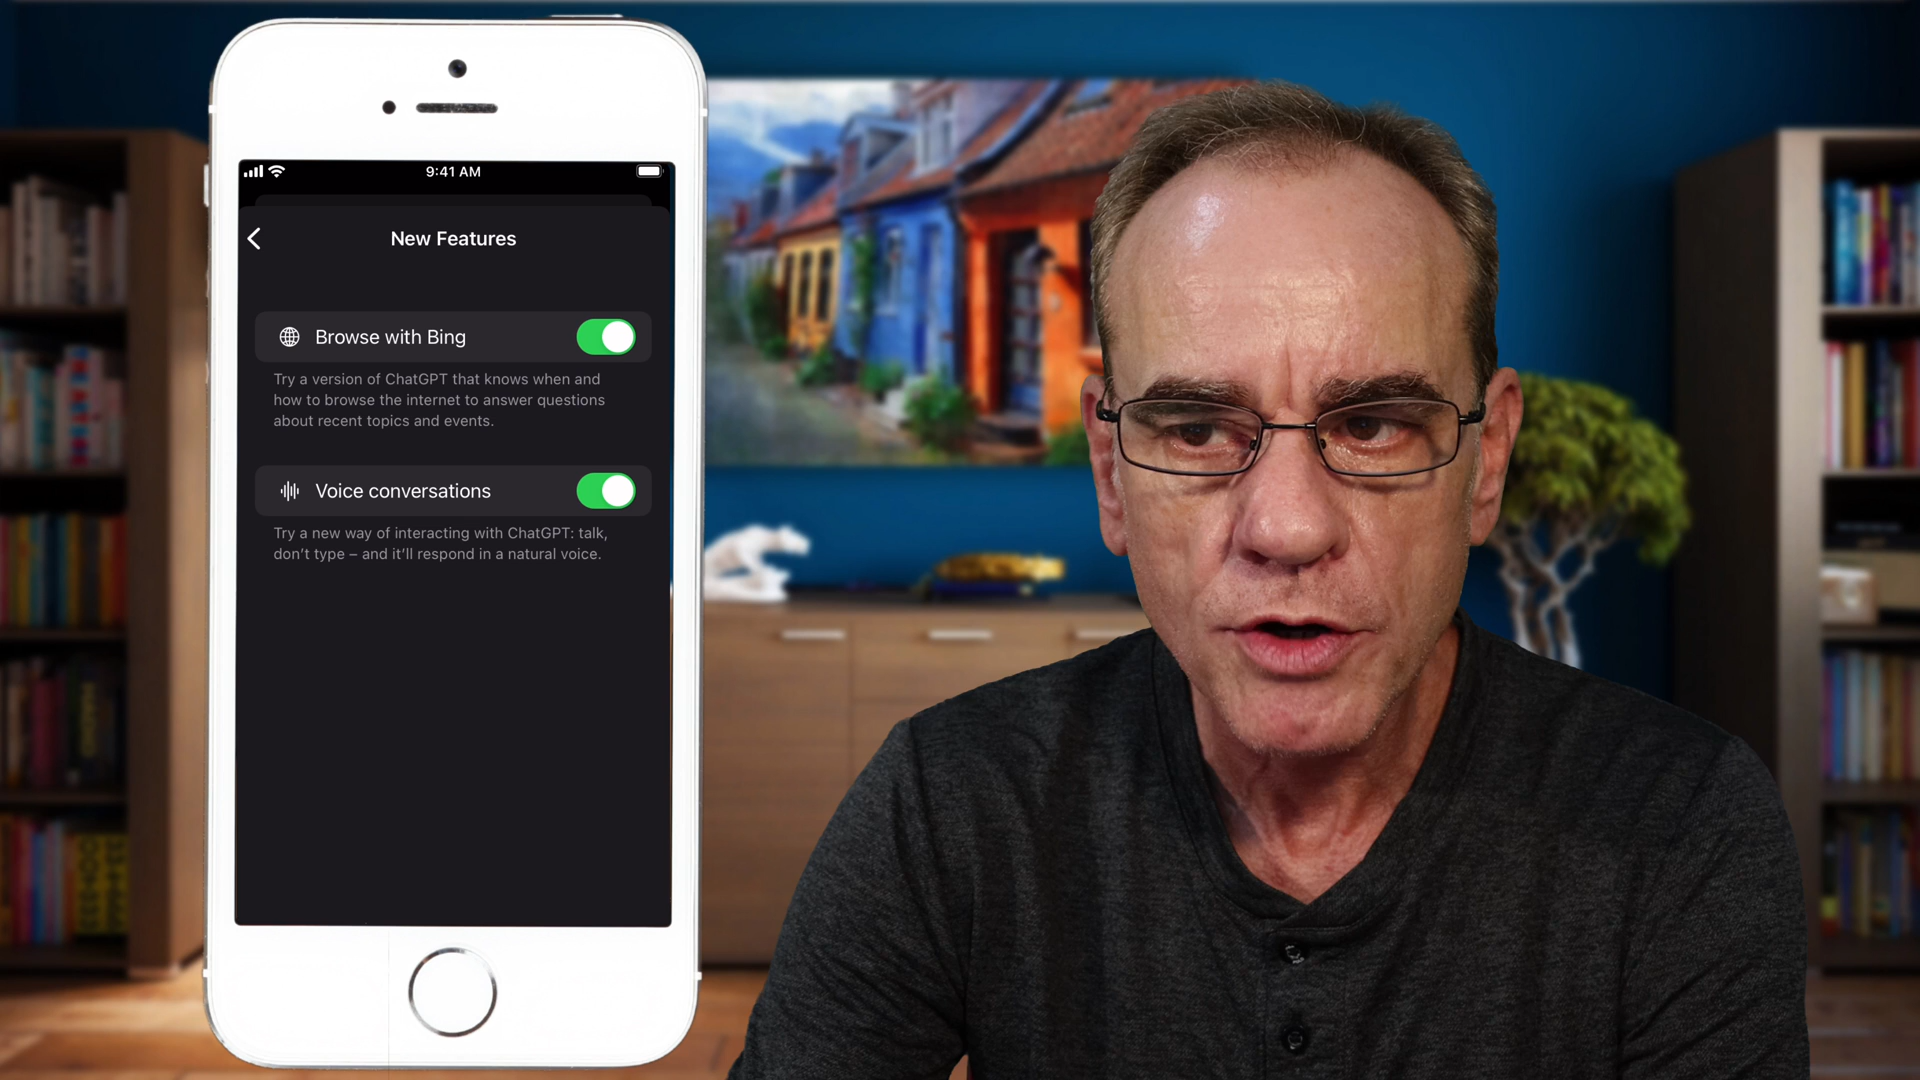 9:41 AM
New Features
Browse with Bing
Try a version of ChatGPT that knows when and
how to browse the internet to answer questions
about recent topics and events.
Voice conversations
Try a new way of interacting with ChatGPT: talk,
don't type – and it'll respond in a natural voice.